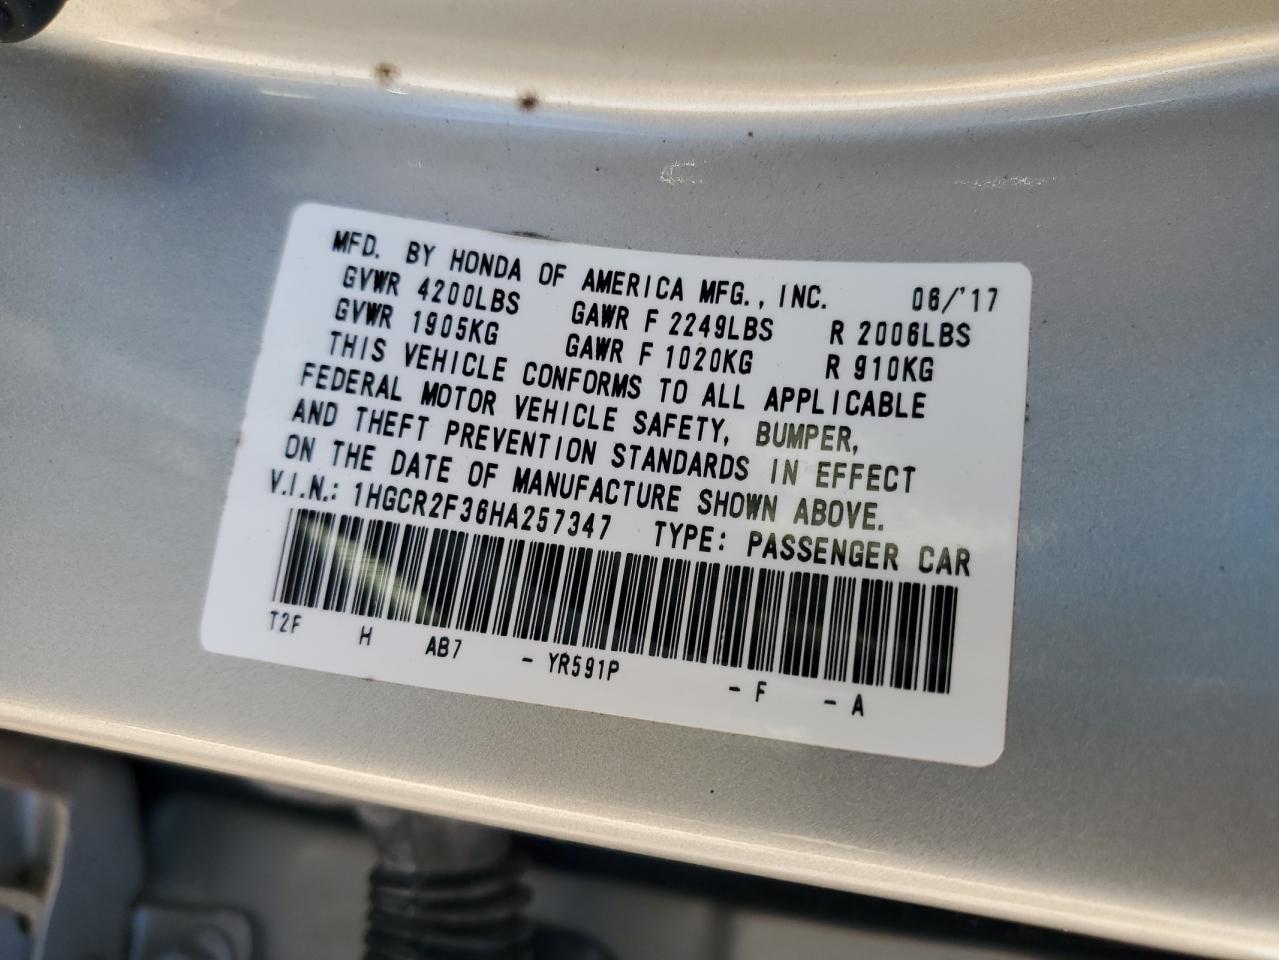 MFD. BY HONDA OF AMERICA MFG., INC. 06/'17
GVWR 4200LBS GAWR F 2249LBS R 2006LBS
GVWR 1905KG GAWR F 1020KG R 910KG
THIS VEHICLE CONFORMS TO ALL APPLICABLE
FEDERAL MOTOR VEHICLE SAFETY, BUMPER,
AND THEFT PREVENTION STANDARDS IN EFFECT
ON THE DATE OF MANUFACTURE SHOWN ABOVE.
V.I.N.: 1HGCR2F36HA257347 TYPE: PASSENGER CAR
T2F H AB7 - YR591P - F - A